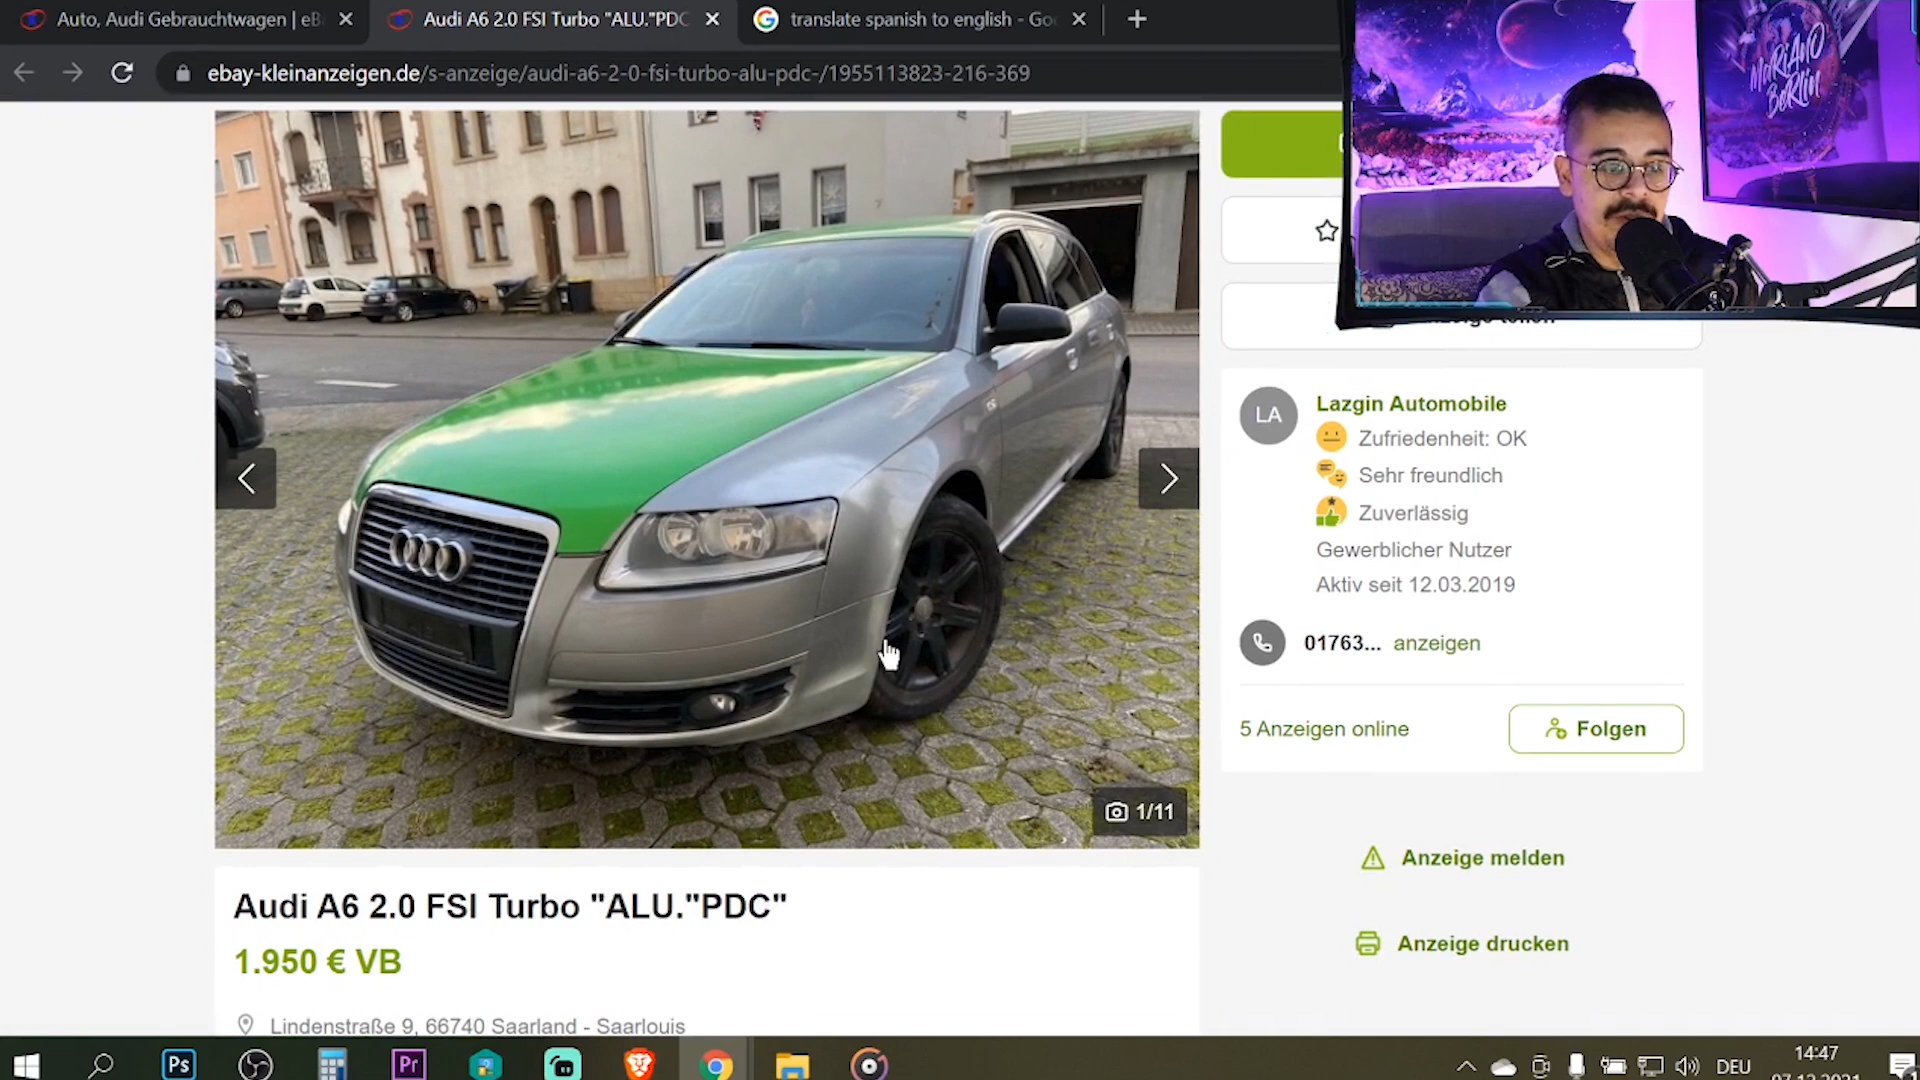 Auto, Audi Gebrauchtwagen | eB
Audi A6 2.0 FSI Turbo "ALU."PDC
translate spanish to english - Goo
ebay-kleinanzeigen.de/s-anzeige/audi-a6-2-0-fsi-turbo-alu-pdc-/1955113823-216-369
MaRiANO
BeRlin
LA
Lazgin Automobile
Zufriedenheit: OK
Sehr freundlich
Zuverlässig
Gewerblicher Nutzer
Aktiv seit 12.03.2019
01763... anzeigen
5 Anzeigen online
Folgen
1/11
Anzeige melden
Anzeige drucken
Audi A6 2.0 FSI Turbo "ALU."PDC"
1.950 € VB
Lindenstraße 9, 66740 Saarland - Saarlouis
Ps
Pr
DEU
14:47